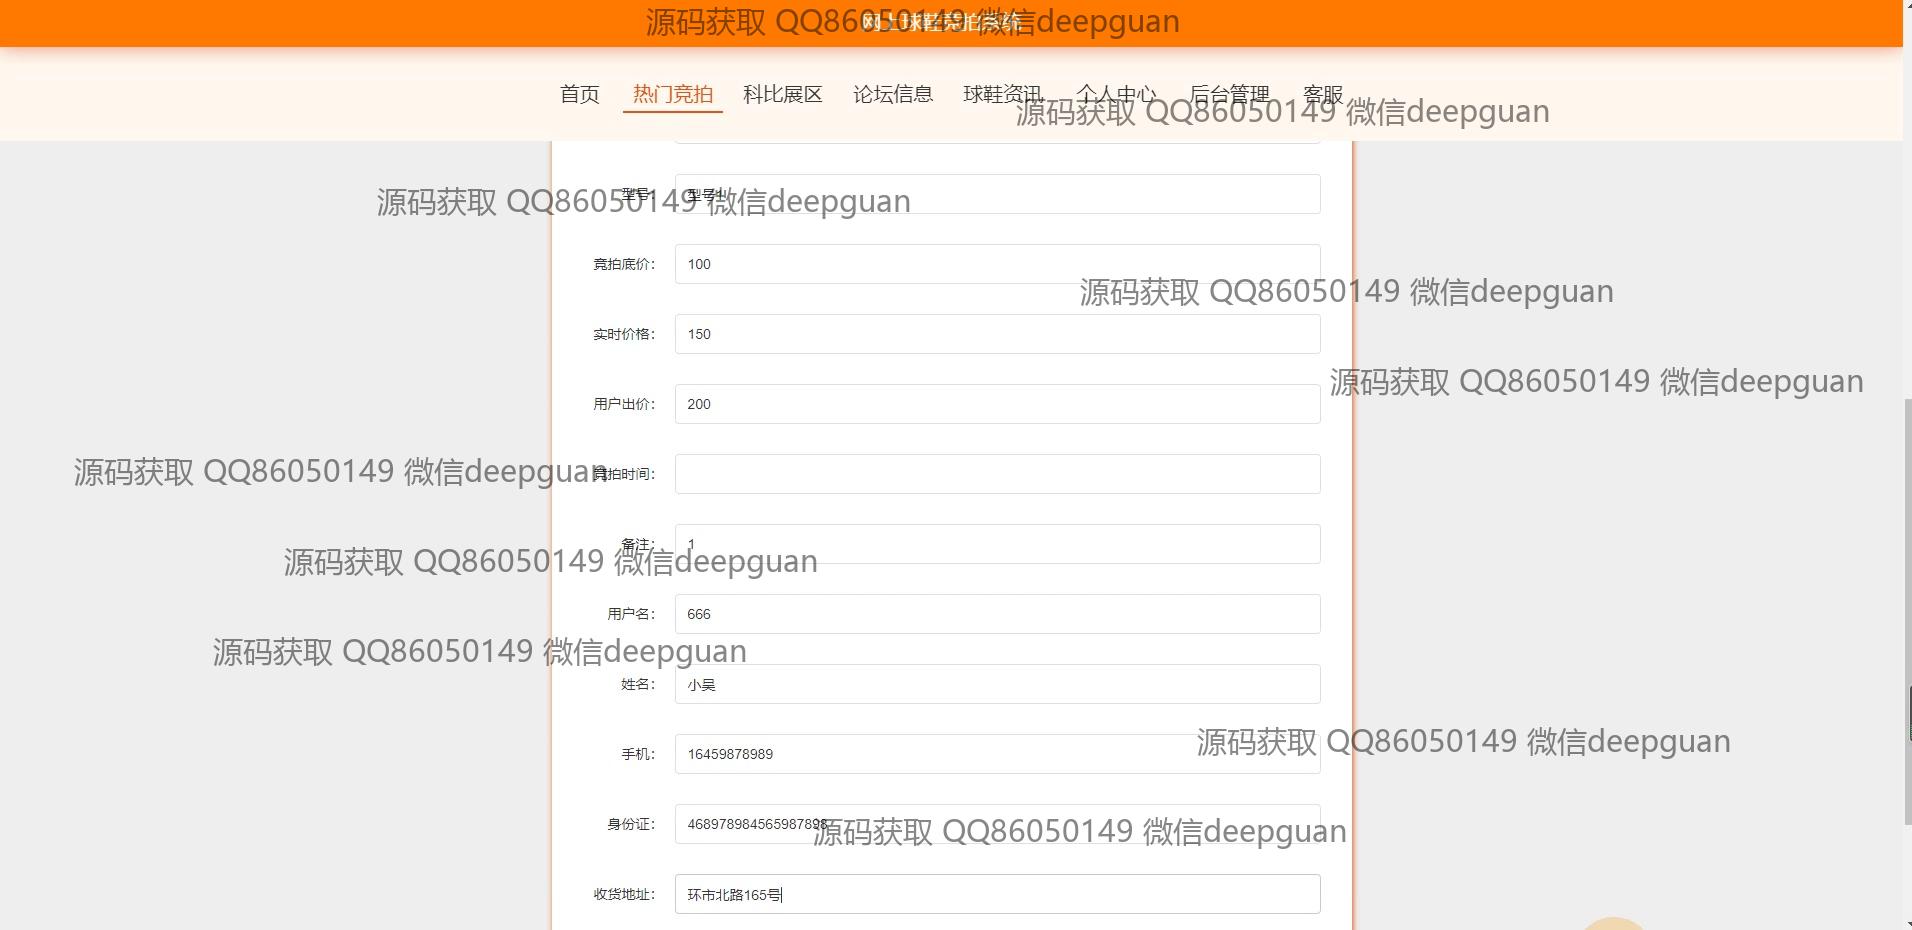 网上球鞋竞拍系统
源码获取 QQ86050149 微信deepguan
首页 热门竞拍 科比展区 论坛信息 球鞋资讯 个人中心 后台管理 客服
源码获取 QQ86050149 微信deepguan
型号： 型号1
源码获取 QQ86050149 微信deepguan
竞拍底价： 100
源码获取 QQ86050149 微信deepguan
实时价格： 150
源码获取 QQ86050149 微信deepguan
用户出价： 200
竞拍时间：
源码获取 QQ86050149 微信deepguan
备注： 1
源码获取 QQ86050149 微信deepguan
用户名： 666
源码获取 QQ86050149 微信deepguan
姓名： 小昊
源码获取 QQ86050149 微信deepguan
手机： 16459878989
身份证： 468978984565987898
源码获取 QQ86050149 微信deepguan
收货地址： 环市北路165号